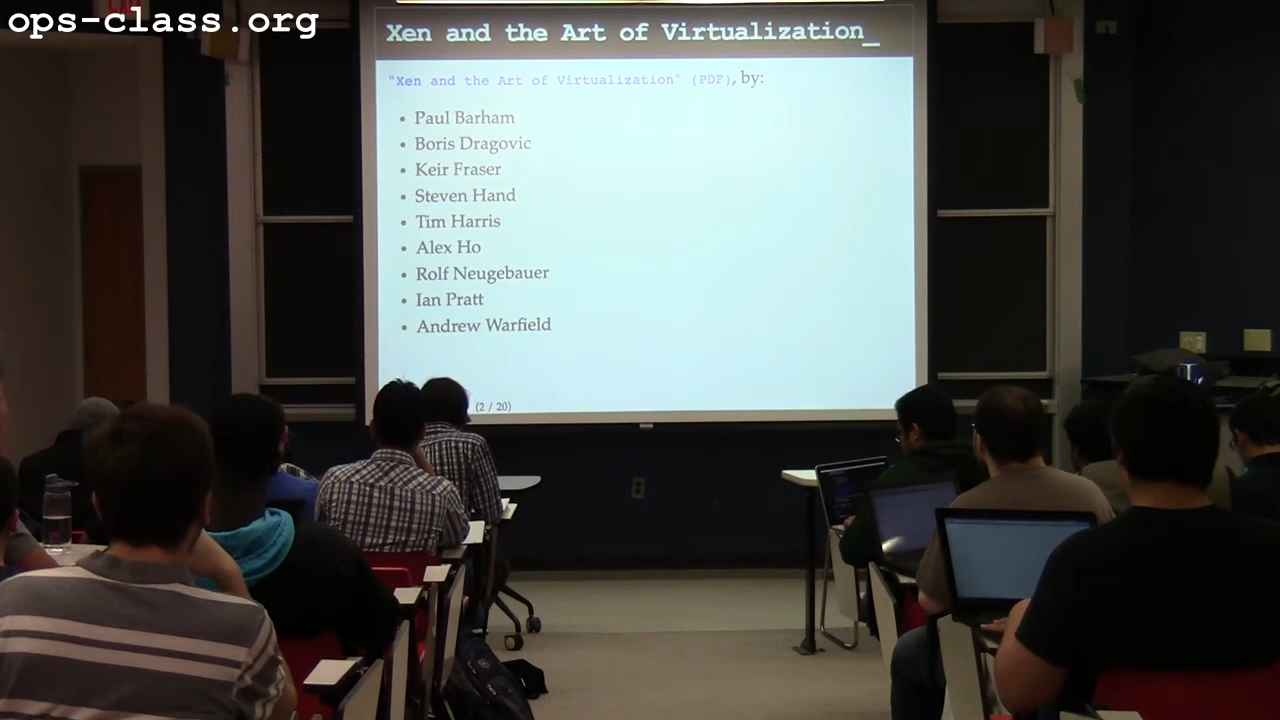 ops-class.org
Xen and the Art of Virtualization_
"Xen and the Art of Virtualization" (PDF), by:
• Paul Barham
• Boris Dragovic
• Keir Fraser
• Steven Hand
• Tim Harris
• Alex Ho
• Rolf Neugebauer
• Ian Pratt
• Andrew Warfield
(2 / 20)